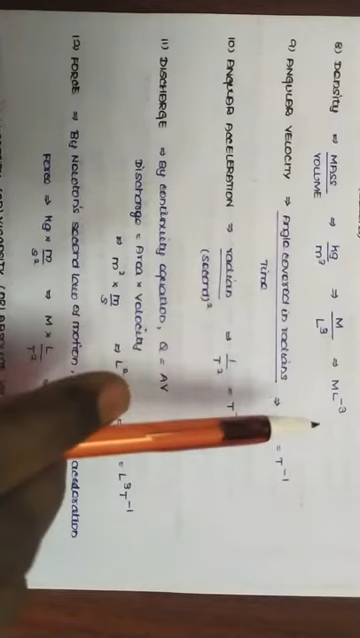 8) Density ⇒ MASS / VOLUME ⇒ kg / m³ ⇒ M / L³ ⇒ ML⁻³
9) ANGULAR VELOCITY ⇒ Angle covered in radians / Time ⇒ = T⁻¹
10) ANGULAR ACCELERATION ⇒ radian / (second)² ⇒ 1 / T² = T
11) DISCHARGE ⇒ By continuity equation, Q = AV
Discharge = Area × Velocity
⇒ m² × m / s ⇒ L² = L³T⁻¹
12) FORCE ⇒ By Newton's second law of motion, acceleration
Force ⇒ kg × m / s² ⇒ M × L / T²